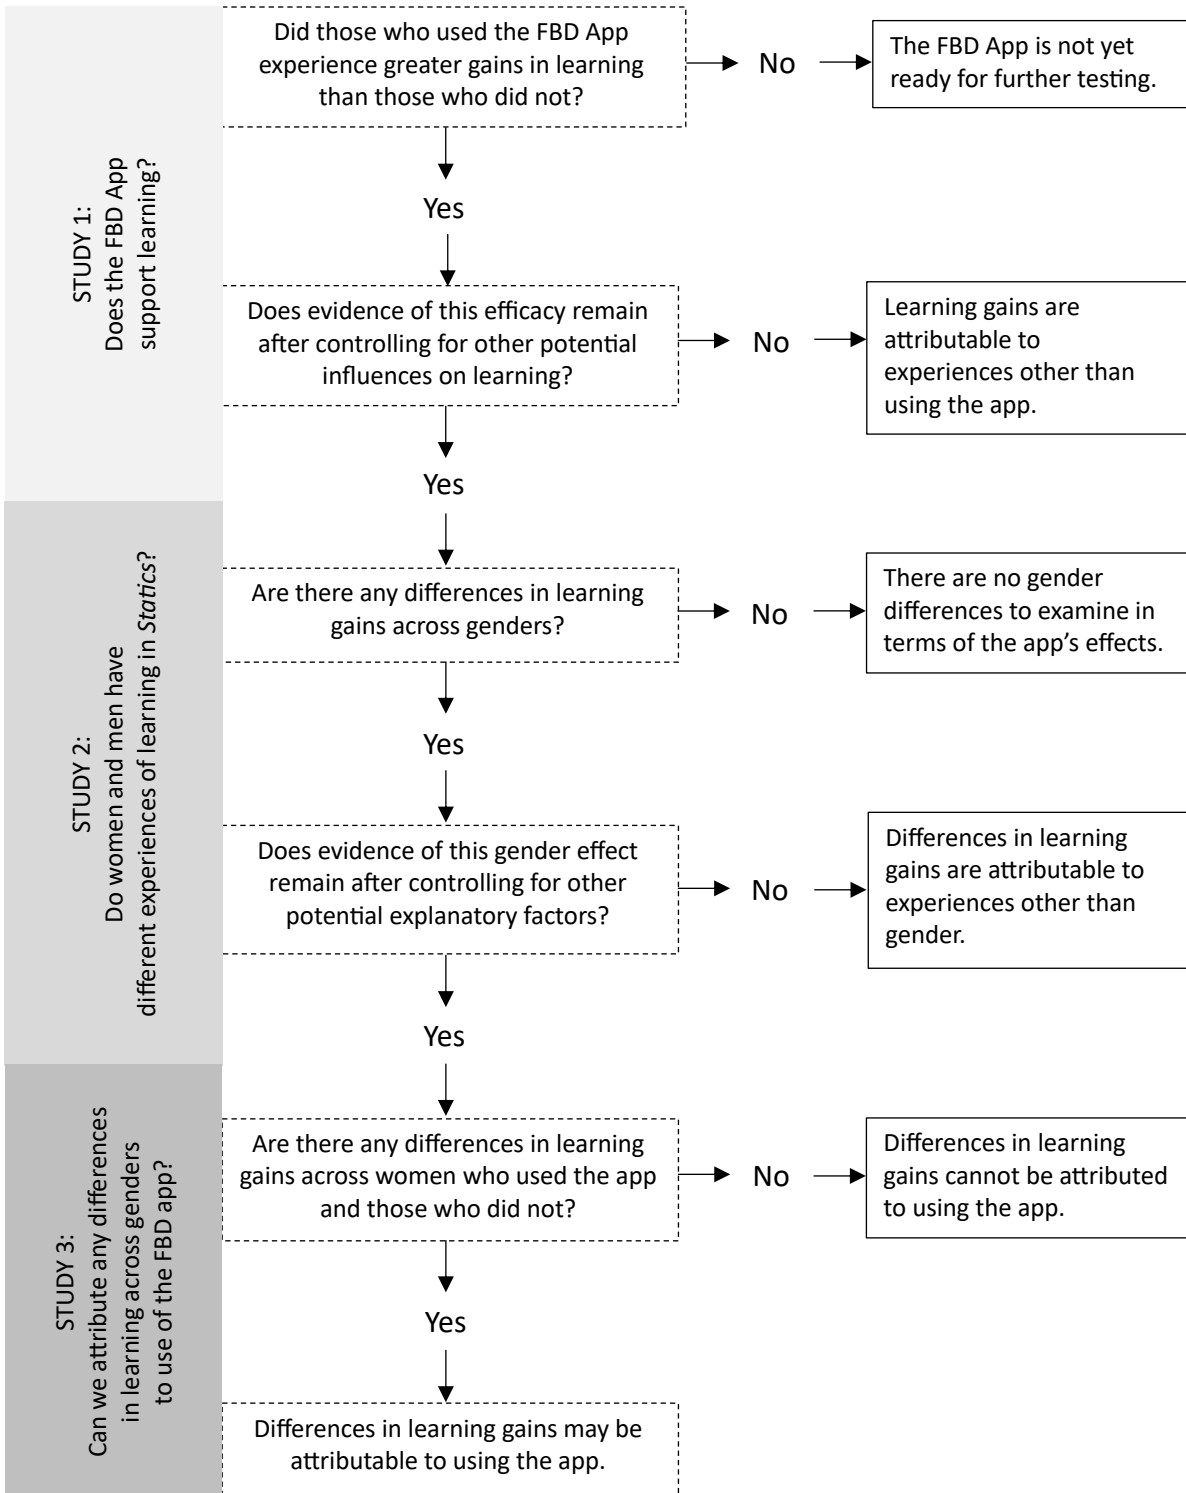 STUDY 1:
Does the FBD App
support learning?
Did those who used the FBD App
experience greater gains in learning
than those who did not?
No
The FBD App is not yet
ready for further testing.
Yes
Does evidence of this efficacy remain
after controlling for other potential
influences on learning?
No
Learning gains are
attributable to
experiences other than
using the app.
Yes
STUDY 2:
Do women and men have
different experiences of learning in Statics?
Are there any differences in learning
gains across genders?
No
There are no gender
differences to examine in
terms of the app's effects.
Yes
Does evidence of this gender effect
remain after controlling for other
potential explanatory factors?
No
Differences in learning
gains are attributable to
experiences other than
gender.
Yes
STUDY 3:
Can we attribute any differences
in learning across genders
to use of the FBD app?
Are there any differences in learning
gains across women who used the app
and those who did not?
No
Differences in learning
gains cannot be attributed
to using the app.
Yes
Differences in learning gains may be
attributable to using the app.